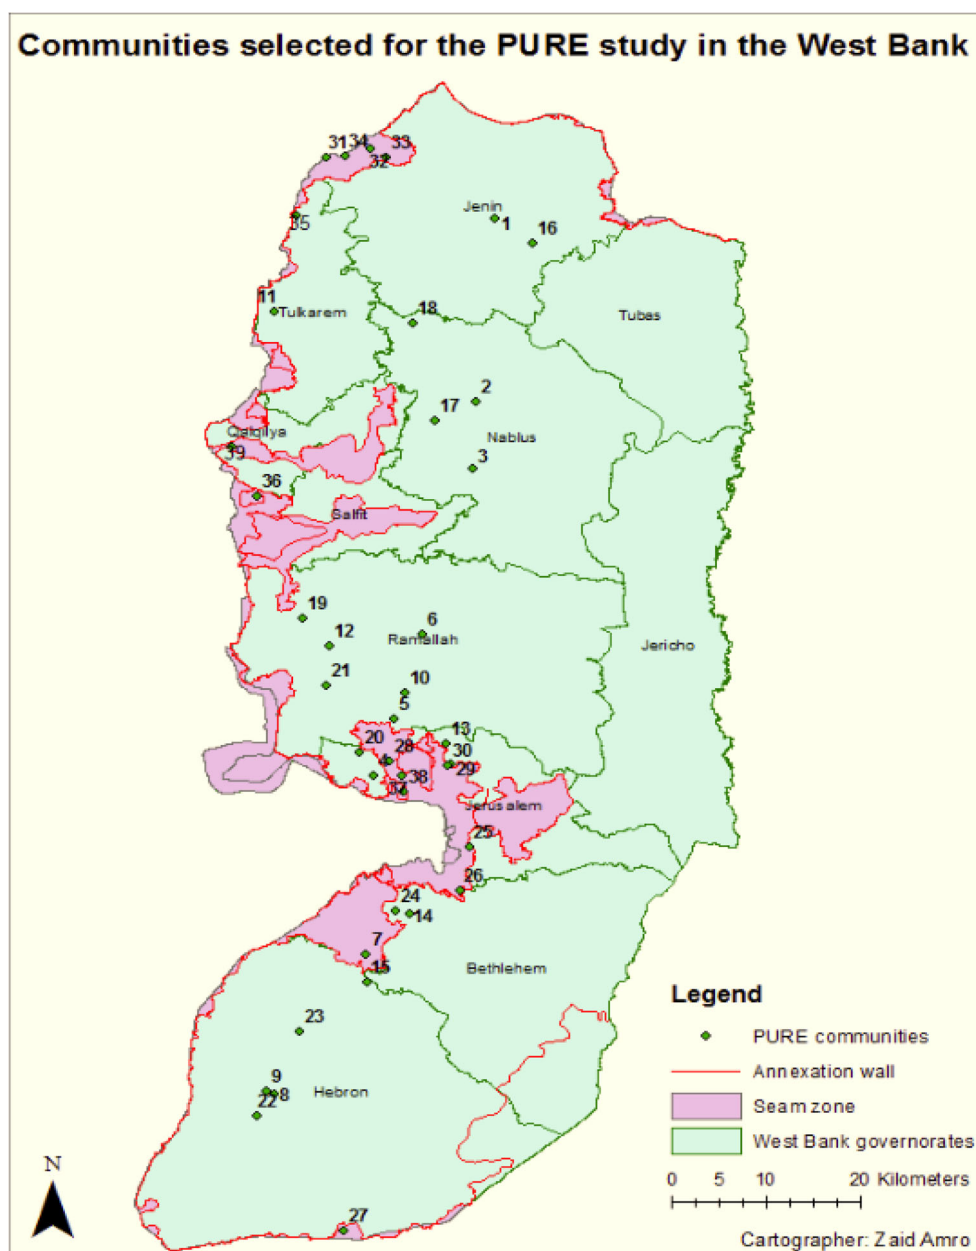 Communities selected for the PURE study in the West Bank
31 34 33
32
Jenin
1
16
35
11
Tulkarem
18
Tubas
2
17
Qalqilya
Nablus
39
3
36
Salfit
19
6
12
Ramallah
Jericho
21
10
5
13
20 28 30
4 29
38
37
Jerusalem
25
26
24
14
7
15
Bethlehem
23
9
8
Hebron
22
27
Legend
PURE communities
Annexation wall
Seam zone
West Bank governorates
0 5 10 20 Kilometers
N
Cartographer: Zaid Amro